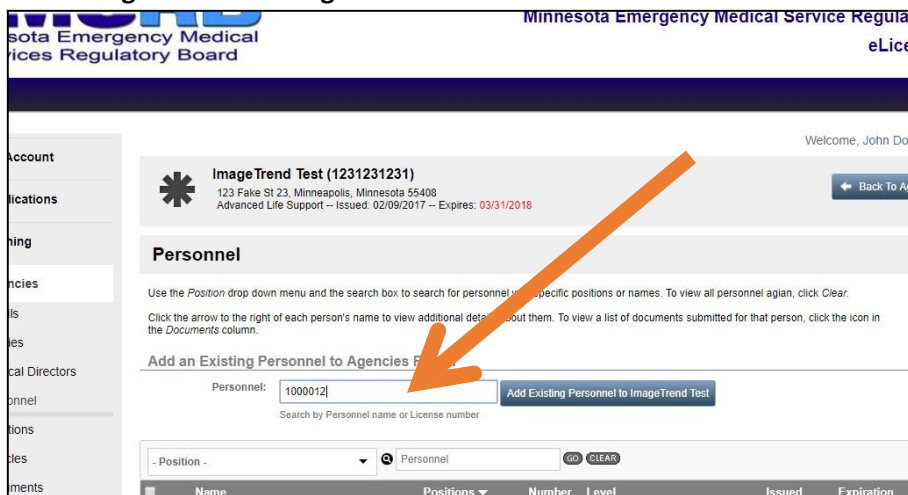 Minnesota Emergency Medical Service Regula
sota Emergency Medical
ices Regulatory Board
eLice
Welcome, John Do
Account
lications
ning
ncies
ls
ies
cal Directors
onnel
tions
cles
ments
ImageTrend Test (1231231231)
123 Fake St 23, Minneapolis, Minnesota 55408
Advanced Life Support -- Issued: 02/09/2017 -- Expires: 03/31/2018
Back To Ag
Personnel
Use the Position drop down menu and the search box to search for personnel specific positions or names. To view all personnel agian, click Clear.
Click the arrow to the right of each person's name to view additional detai out them. To view a list of documents submitted for that person, click the icon in
the Documents column.
Add an Existing Personnel to Agencies
Personnel:
1000012
Add Existing Personnel to ImageTrend Test
Search by Personnel name or License number
- Position -
Personnel
GO
CLEAR
Name Positions Number Level Issued Expiration